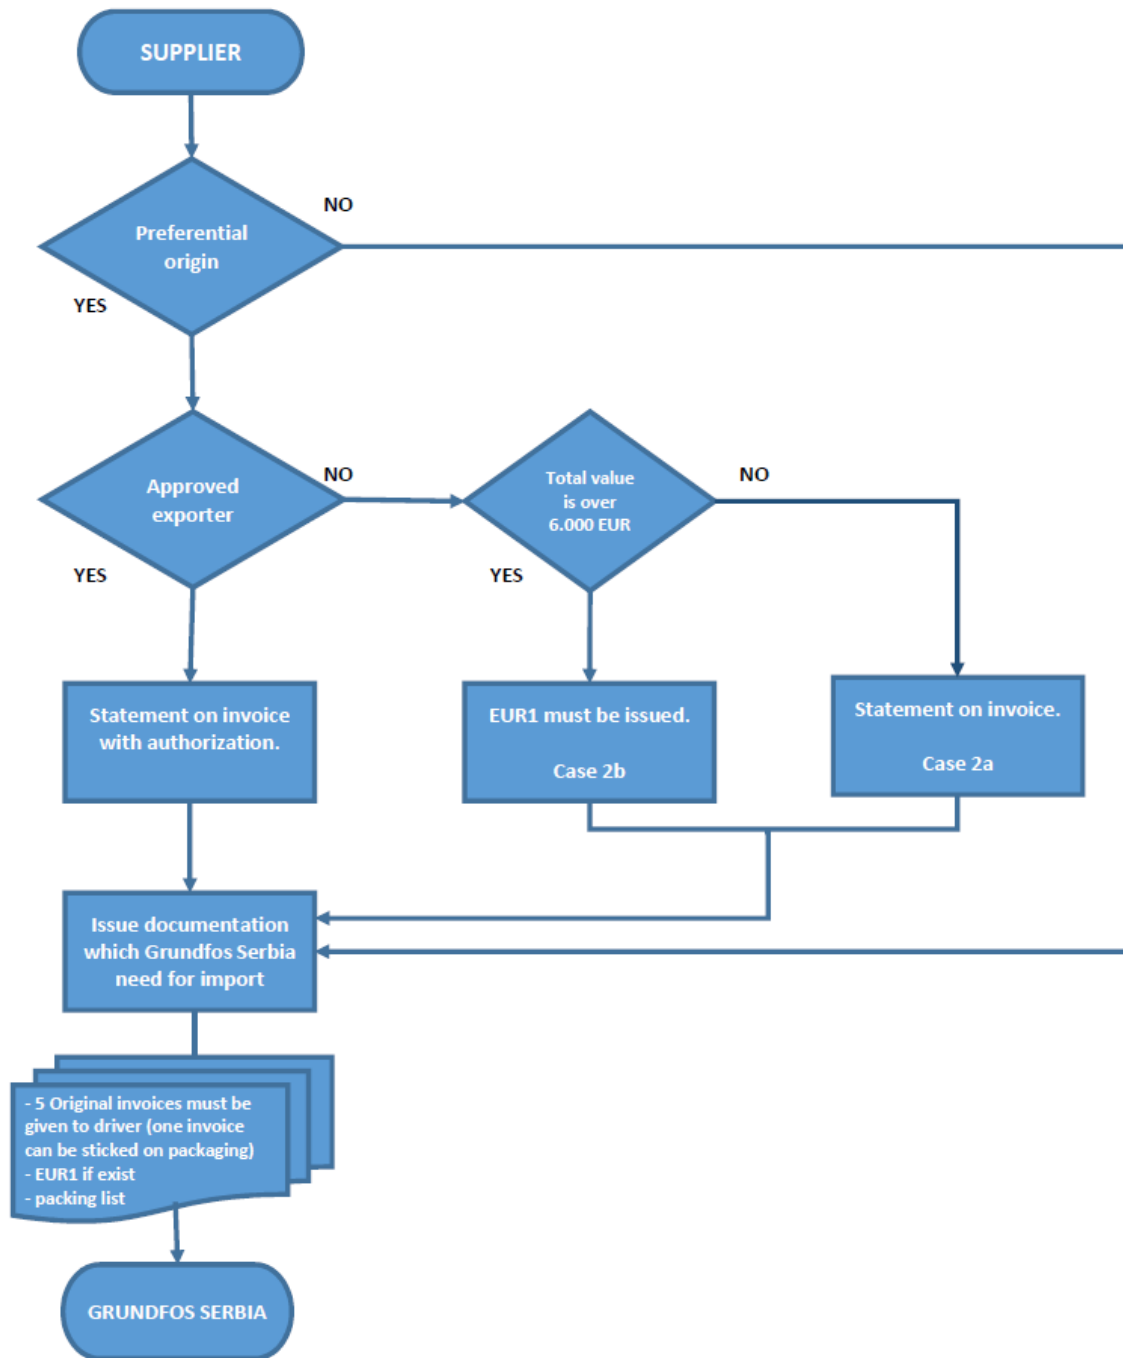 SUPPLIER
NO
Preferential
origin
YES
Approved
exporter
NO
YES
Total value
is over
6.000 EUR
NO
YES
Statement on invoice
with authorization.
EUR1 must be issued.
Case 2b
Statement on invoice.
Case 2a
Issue documentation
which Grundfos Serbia
need for import
- 5 Original invoices must be
given to driver (one invoice
can be sticked on packaging)
- EUR1 if exist
- packing list
GRUNDFOS SERBIA